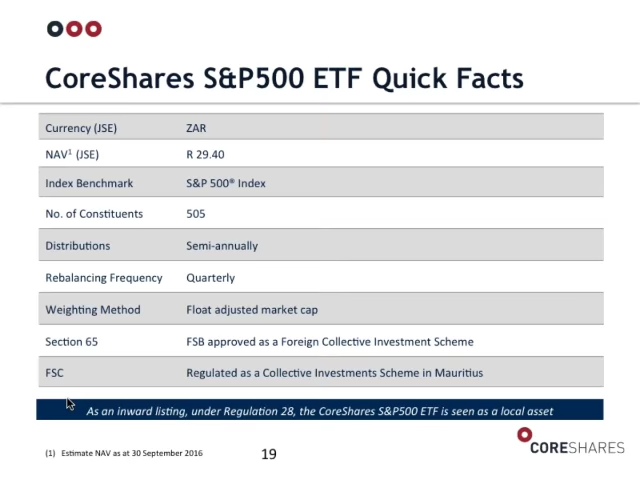 CoreShares S&P500 ETF Quick Facts
Currency (JSE) ZAR
NAV¹ (JSE) R 29.40
Index Benchmark S&P 500® Index
No. of Constituents 505
Distributions Semi-annually
Rebalancing Frequency Quarterly
Weighting Method Float adjusted market cap
Section 65 FSB approved as a Foreign Collective Investment Scheme
FSC Regulated as a Collective Investments Scheme in Mauritius
As an inward listing, under Regulation 28, the CoreShares S&P500 ETF is seen as a local asset
(1) Estimate NAV as at 30 September 2016
19
CORESHARES